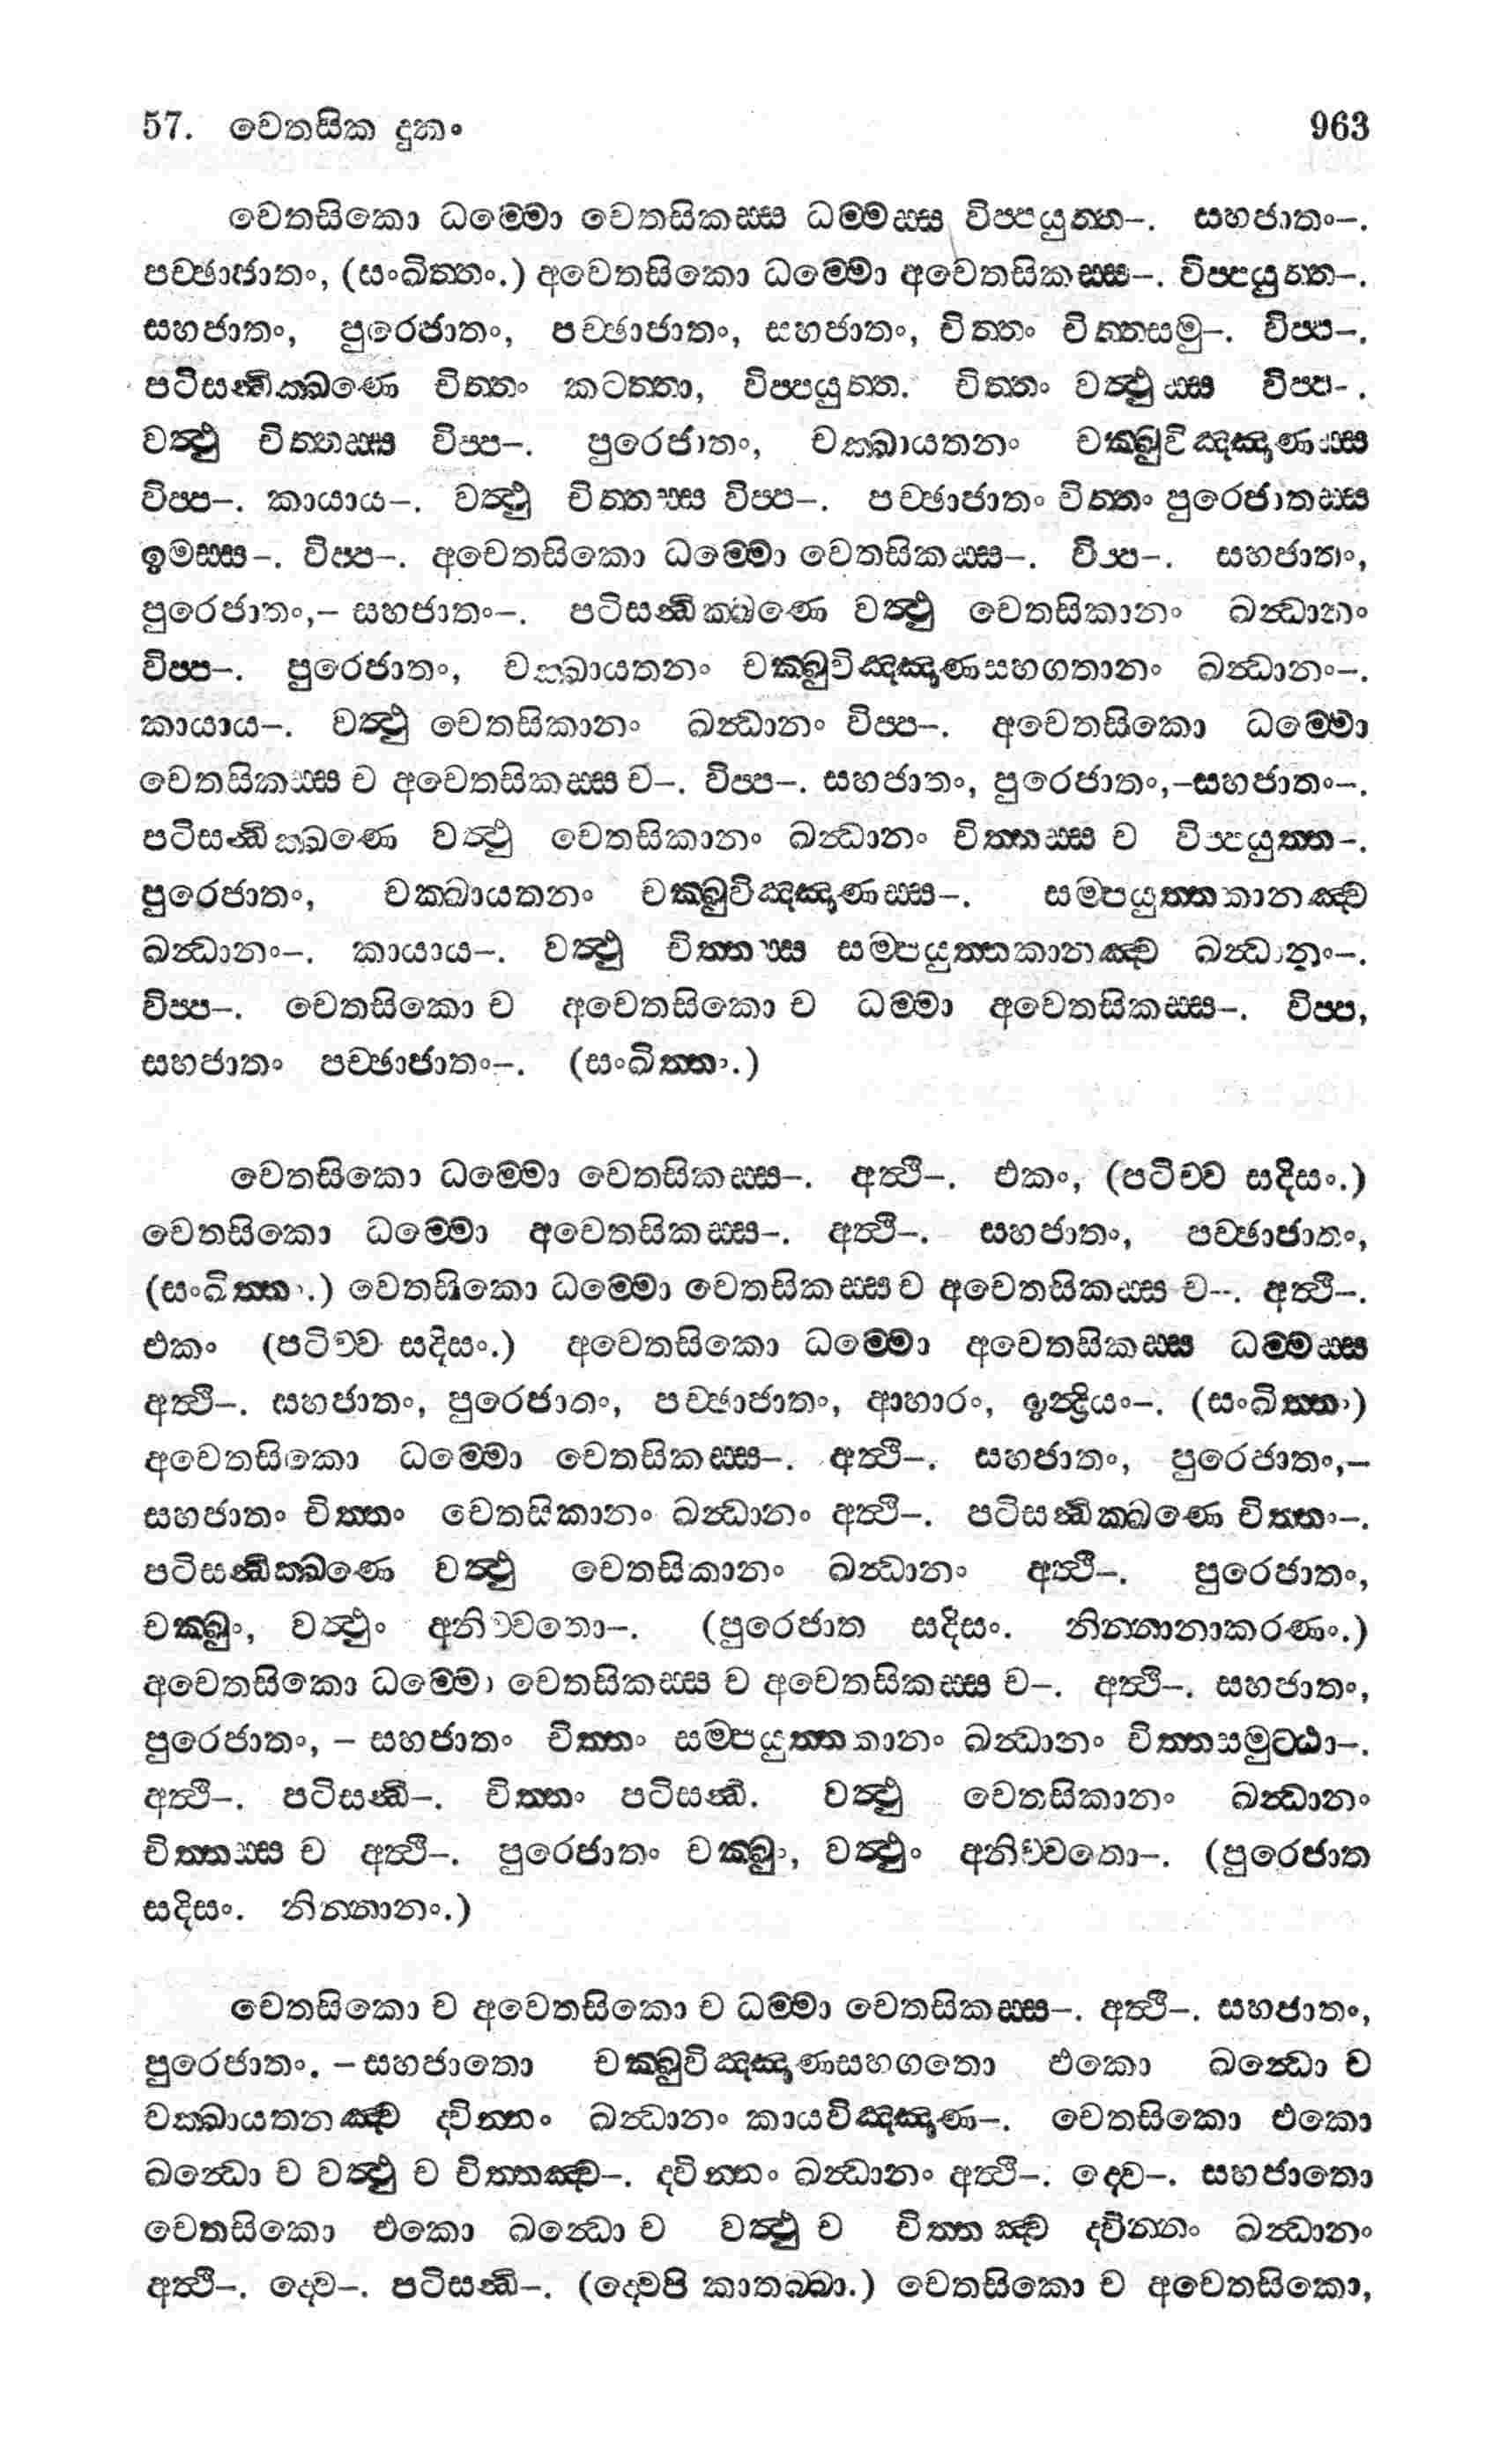 57. චෙතසික දුකං 963
චෙතසිකො ධම්මො චෙතසිකස්ස ධම්මස්ස විප්පයුත්ත–. සහජාතං–.
පච්ඡාජාතං, (සංඛිත්තං.) අචෙතසිකො ධම්මො අචෙතසිකස්ස–. විප්පයුත්ත–.
සහජාතං, පුරෙජාතං, පච්ඡාජාතං, සහජාතං, චිත්තං චිත්තසමු–. විප්ප–.
පටිසන්ධික්ඛණෙ චිත්තං කටත්තා, විප්පයුත්ත. චිත්තං වත්ථුස්ස විප්ප–.
වත්ථු චිත්තස්ස විප්ප–. පුරෙජාතං, චක්ඛායතනං චක්ඛුවිඤ්ඤණස්ස
විප්ප–. කායාය–. වත්ථු චිත්තස්ස විප්ප–. පච්ඡාජාතං චිත්තං පුරෙජාතස්ස
ඉමස්ස–. විප්ප–. අචෙතසිකො ධම්මො චෙතසිකස්ස–. විප්ප–. සහජාතං,
පුරෙජාතං,– සහජාතං–. පටිසන්ධික්ඛණෙ වත්ථු චෙතසිකානං ඛන්ධානං
විප්ප–. පුරෙජාතං, චක්ඛායතනං චක්ඛුවිඤ්ඤණසහගතානං ඛන්ධානං–.
කායාය–. වත්ථු චෙතසිකානං ඛන්ධානං විප්ප–. අචෙතසිකො ධම්මො
චෙතසිකස්ස ච අචෙතසිකස්ස ච–. විප්ප–. සහජාතං, පුරෙජාතං,–සහජාතං–.
පටිසන්ධික්ඛණෙ වත්ථු චෙතසිකානං ඛන්ධානං චිත්තස්ස ච විප්පයුත්ත–.
පුරෙජාතං, චක්ඛායතනං චක්ඛුවිඤ්ඤණස්ස–. සම්පයුත්තකානඤ්ච
ඛන්ධානං–. කායාය–. වත්ථු චිත්තස්ස සම්පයුත්තකානඤ්ච ඛන්ධානං–.
විප්ප–. චෙතසිකො ච අචෙතසිකො ච ධම්මා අචෙතසිකස්ස–. විප්ප,
සහජාතං පච්ඡාජාතං–. (සංඛිත්තං.)
චෙතසිකො ධම්මො චෙතසිකස්ස–. අත්ථි–. එකං, (පටිච්ච සදිසං.)
චෙතසිකො ධම්මො අචෙතසිකස්ස–. අත්ථි–. සහජාතං, පච්ඡාජාතං,
(සංඛිත්තං.) චෙතසිකො ධම්මො චෙතසිකස්ස ච අචෙතසිකස්ස ච–. අත්ථි–.
එකං (පටිච්ච සදිසං.) අචෙතසිකො ධම්මො අචෙතසිකස්ස ධම්මස්ස
අත්ථි–. සහජාතං, පුරෙජාතං, පච්ඡාජාතං, ආහාරං, ඉන්ද්‍රියං–. (සංඛිත්තං)
අචෙතසිකො ධම්මො චෙතසිකස්ස–. අත්ථි–. සහජාතං, පුරෙජාතං,–
සහජාතං චිත්තං චෙතසිකානං ඛන්ධානං අත්ථි–. පටිසන්ධික්ඛණෙ චිත්තං–.
පටිසන්ධික්ඛණෙ වත්ථු චෙතසිකානං ඛන්ධානං අත්ථි–. පුරෙජාතං,
චක්ඛුං, වත්ථුං අනිච්චතො–. (පුරෙජාත සදිසං. නින්නානාකරණං.)
අචෙතසිකො ධම්මො චෙතසිකස්ස ච අචෙතසිකස්ස ච–. අත්ථි–. සහජාතං,
පුරෙජාතං, – සහජාතං චිත්තං සම්පයුත්තකානං ඛන්ධානං චිත්තසමුට්ඨා–.
අත්ථි–. පටිසන්ධි–. චිත්තං පටිසන්ධි. වත්ථු චෙතසිකානං ඛන්ධානං
චිත්තස්ස ච අත්ථි–. පුරෙජාතං චක්ඛුං, වත්ථුං අනිච්චතො–. (පුරෙජාත
සදිසං. නින්නානං.)
චෙතසිකො ච අචෙතසිකො ච ධම්මා චෙතසිකස්ස–. අත්ථි–. සහජාතං,
පුරෙජාතං. –සහජාතො චක්ඛුවිඤ්ඤණසහගතො එකො ඛන්ධො ච
චක්ඛායතනඤ්ච ද්වින්නං ඛන්ධානං කායවිඤ්ඤණ–. චෙතසිකො එකො
ඛන්ධො ච වත්ථු ච චිත්තඤ්ච–. ද්වින්නං ඛන්ධානං අත්ථි–. ද්වෙ–. සහජාතො
චෙතසිකො එකො ඛන්ධො ච වත්ථු ච චිත්තඤ්ච ද්වින්නං ඛන්ධානං
අත්ථි–. ද්වෙ–. පටිසන්ධි–. (ද්වෙපි කාතබ්බා.) චෙතසිකො ච අචෙතසිකො,